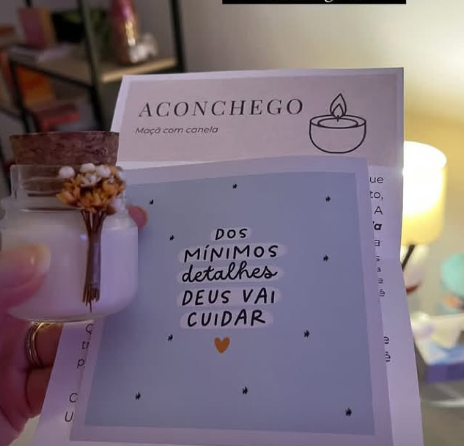 ACONCHEGO
Maçã com canela
DOS
MÍNIMOS
detalhes
DEUS VAI
CUIDAR